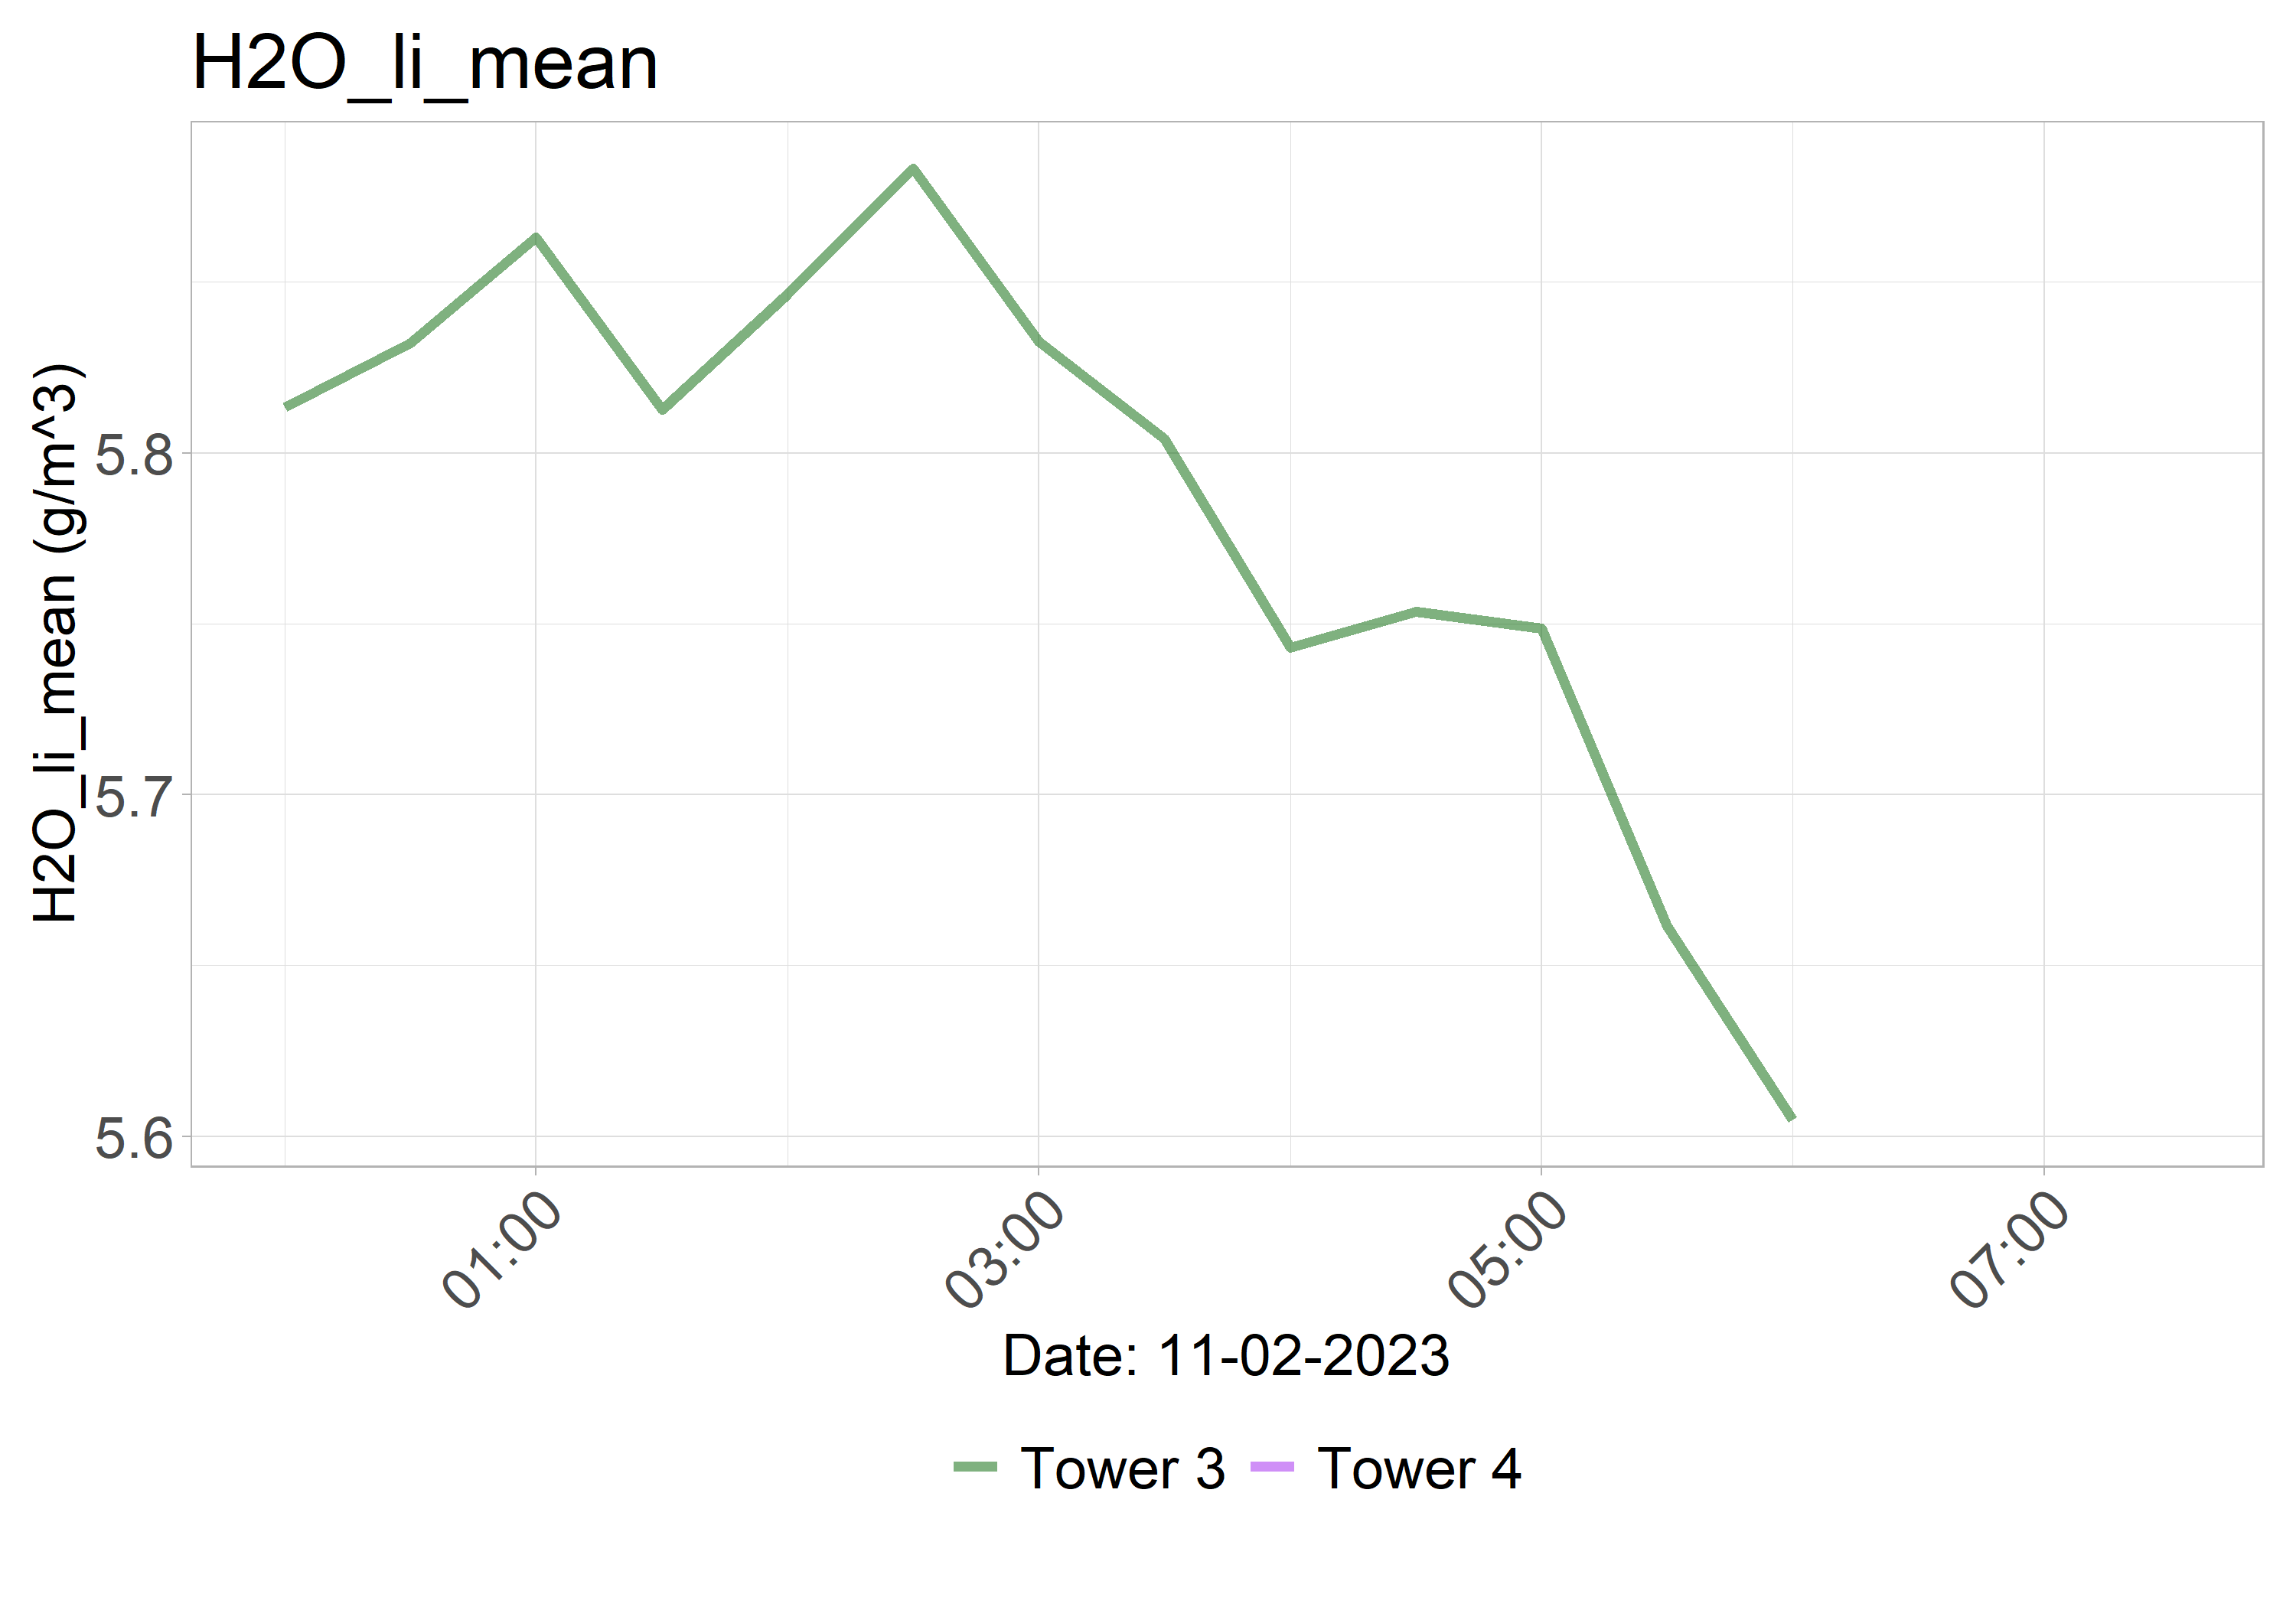 H2O_li_mean
H2O_li_mean (g/m^3)
5.8
5.7
5.6
01:00
03:00
05:00
07:00
Date: 11-02-2023
Tower 3
Tower 4